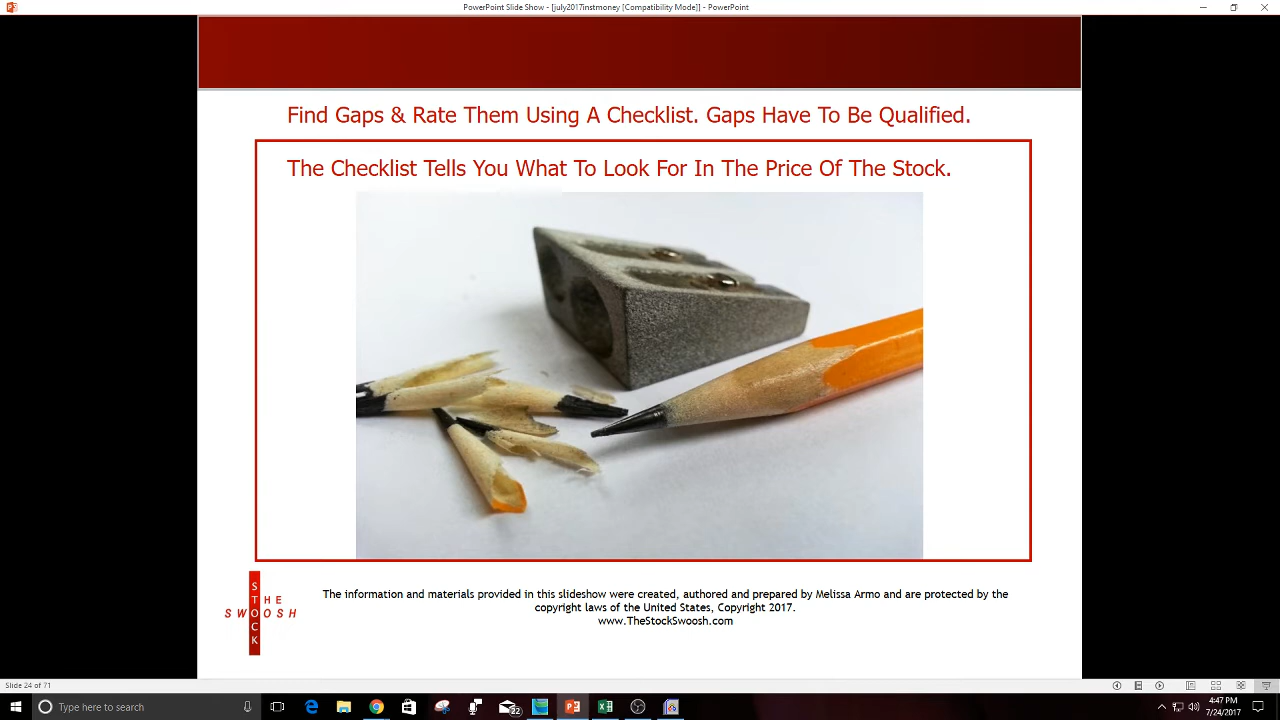 PowerPoint Slide Show - [july2017instmoney [Compatibility Mode]] - PowerPoint
Find Gaps & Rate Them Using A Checklist. Gaps Have To Be Qualified.
The Checklist Tells You What To Look For In The Price Of The Stock.
THE
STOCK
SWOOSH
The information and materials provided in this slideshow were created, authored and prepared by Melissa Armo and are protected by the
copyright laws of the United States, Copyright 2017.
www.TheStockSwoosh.com
Slide 24 of 71
Type here to search
22
4:47 PM
7/24/2017